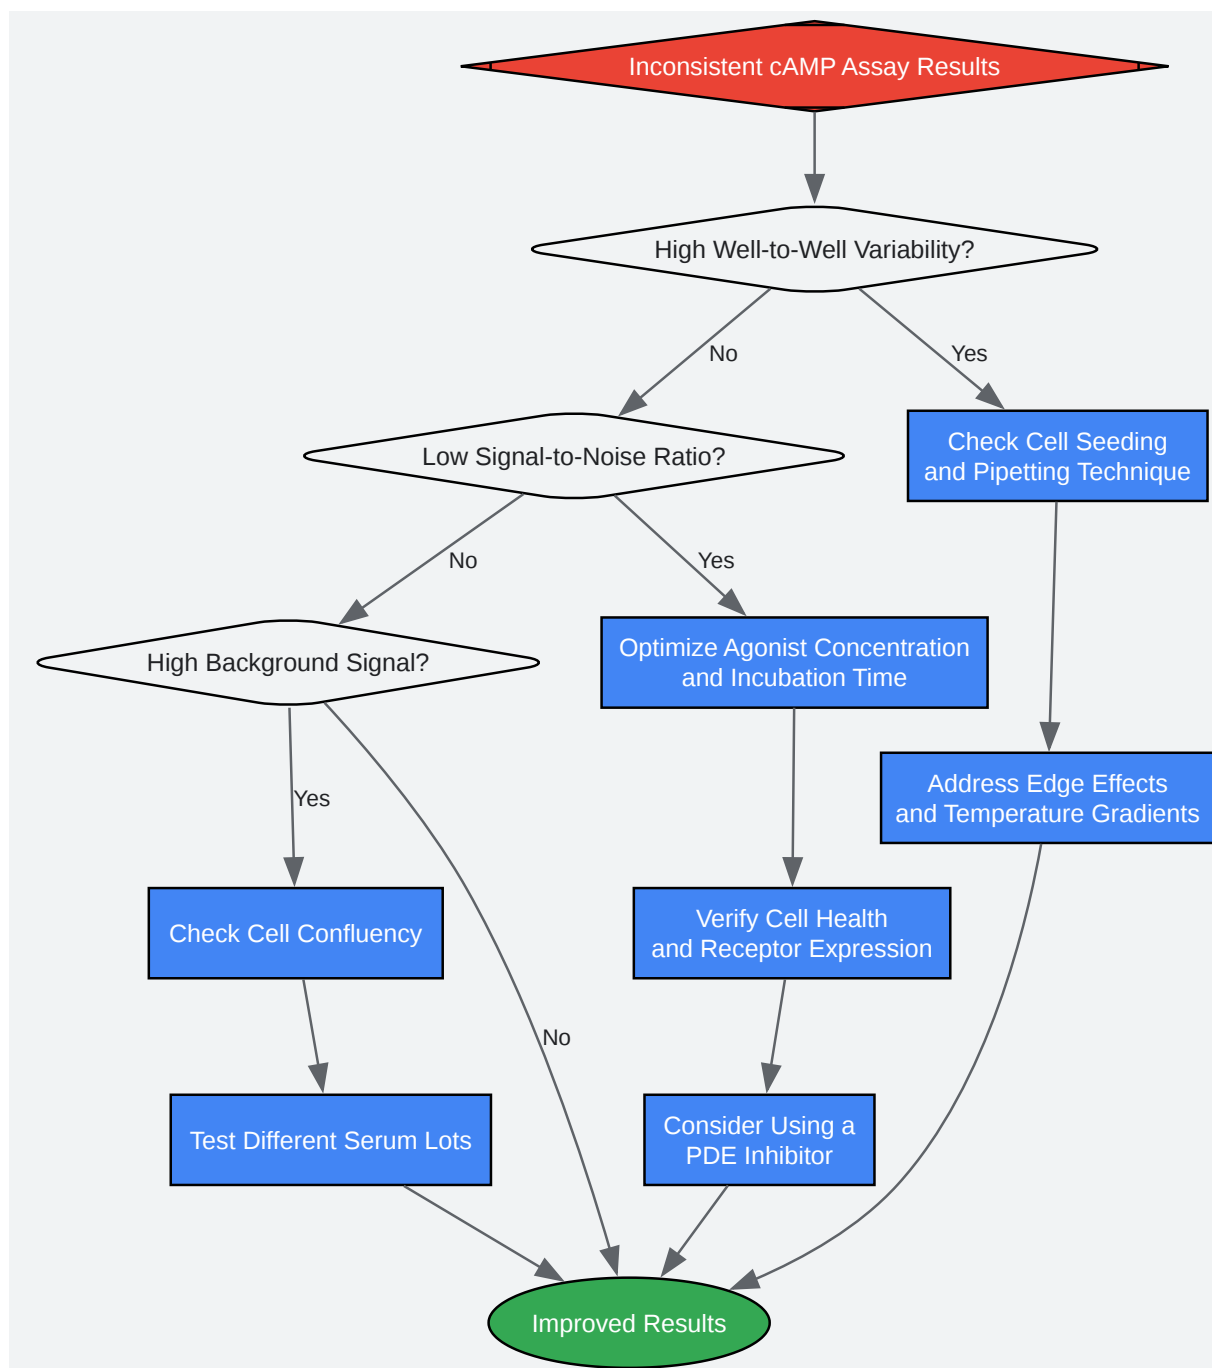 Inconsistent cAMP Assay Results
High Well-to-Well Variability?
No
Yes
Low Signal-to-Noise Ratio?
Check Cell Seeding
and Pipetting Technique
No
Yes
High Background Signal?
Optimize Agonist Concentration
and Incubation Time
Yes
Address Edge Effects
and Temperature Gradients
Check Cell Confluency
Verify Cell Health
and Receptor Expression
No
Test Different Serum Lots
Consider Using a
PDE Inhibitor
Improved Results